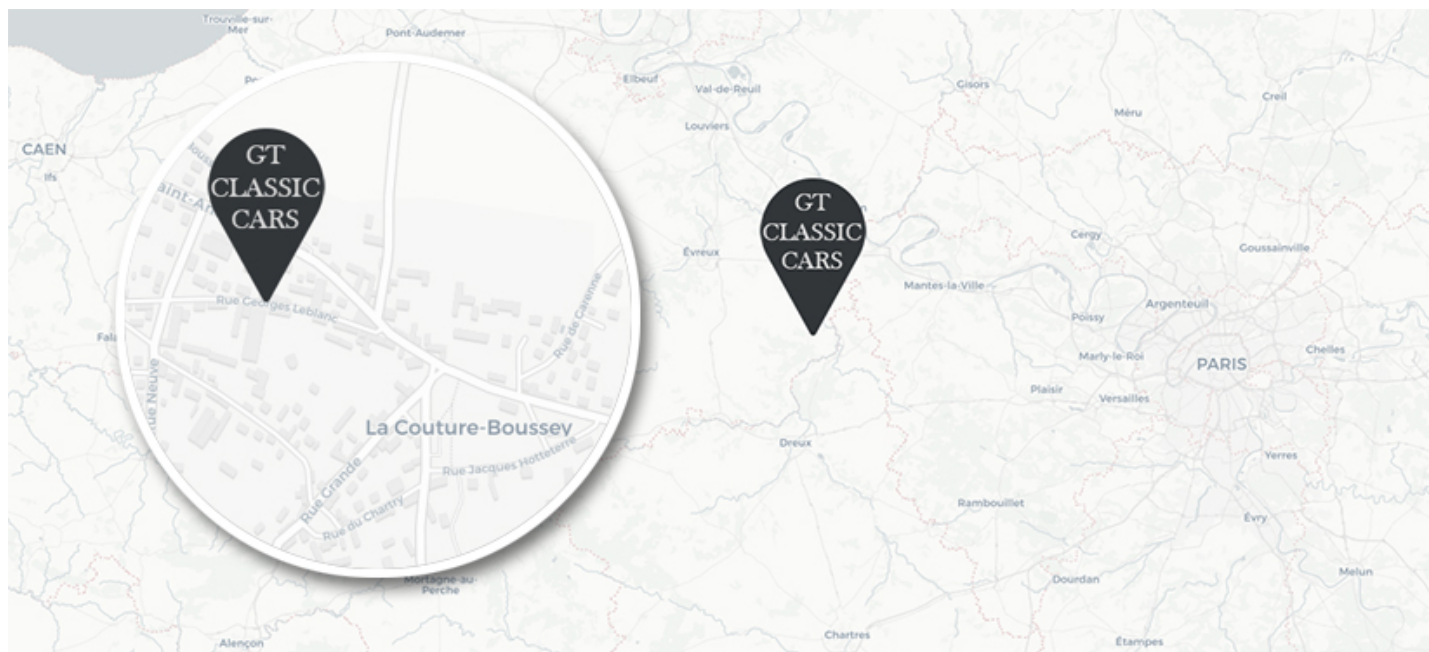 Trouville-sur-
Mer
Pont-Audemer
Elbeuf
Val-de-Reuil
Gisors
Creil
Méru
Louviers
CAEN
Ifs
GT
CLASSIC
CARS
GT
CLASSIC
CARS
Évreux
Cergy
Goussainville
Mantes-la-Ville
Argenteuil
Poissy
Rue Georges Leblanc
Rue de Garenne
Marly-le-Roi
Chelles
PARIS
Plaisir
Versailles
Rue Neuve
La Couture-Boussey
Dreux
Rue Jacques Hotteterre
Yerres
Rue Grande
Rue du Chartry
Rambouillet
Évry
Mortagne-au-
Perche
Dourdan
Melun
Alençon
Chartres
Étampes